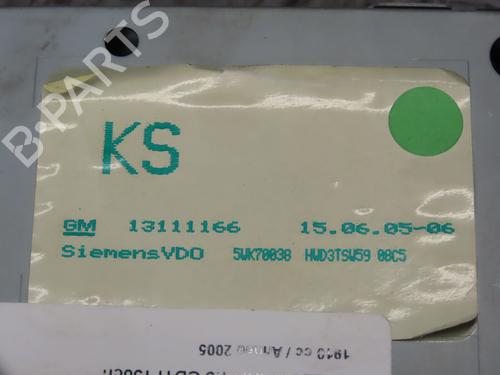 B-PARTS
KS
GM 13111166 15.06.05-06
SiemensVDO 5WK70038 HWD3TSW59 08C5
1910 cc / Année 2005